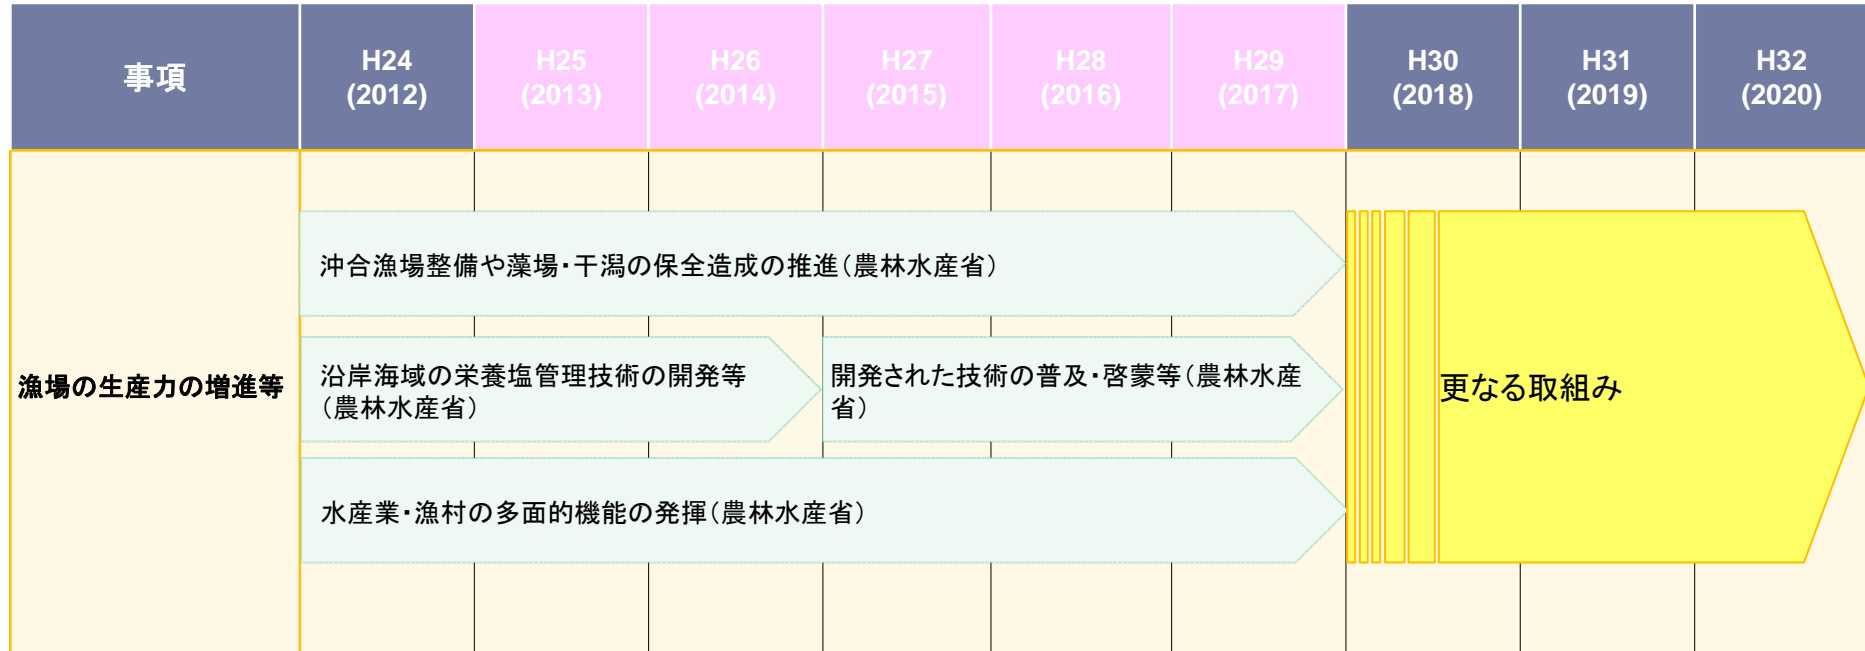 事項
H24
(2012)
H25
(2013)
H26
(2014)
H27
(2015)
H28
(2016)
H29
(2017)
H30
(2018)
H31
(2019)
H32
(2020)
漁場の生産力の増進等
沖合漁場整備や藻場・干潟の保全造成の推進（農林水産省）
沿岸海域の栄養塩管理技術の開発等
（農林水産省）
開発された技術の普及・啓蒙等（農林水産
省）
水産業・漁村の多面的機能の発揮（農林水産省）
更なる取組み